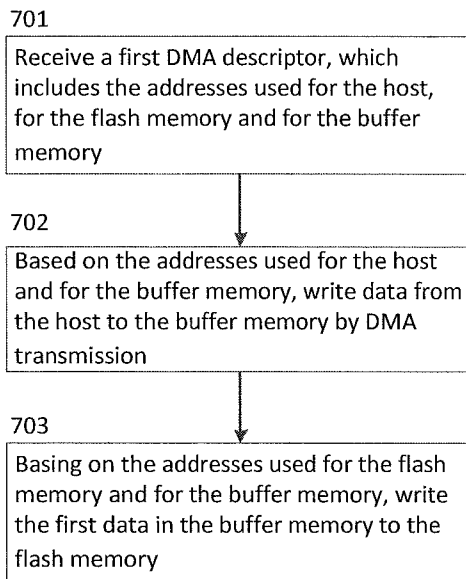 701
Receive a first DMA descriptor, which
includes the addresses used for the host,
for the flash memory and for the buffer
memory
702
Based on the addresses used for the host
and for the buffer memory, write data from
the host to the buffer memory by DMA
transmission
703
Basing on the addresses used for the flash
memory and for the buffer memory, write
the first data in the buffer memory to the
flash memory